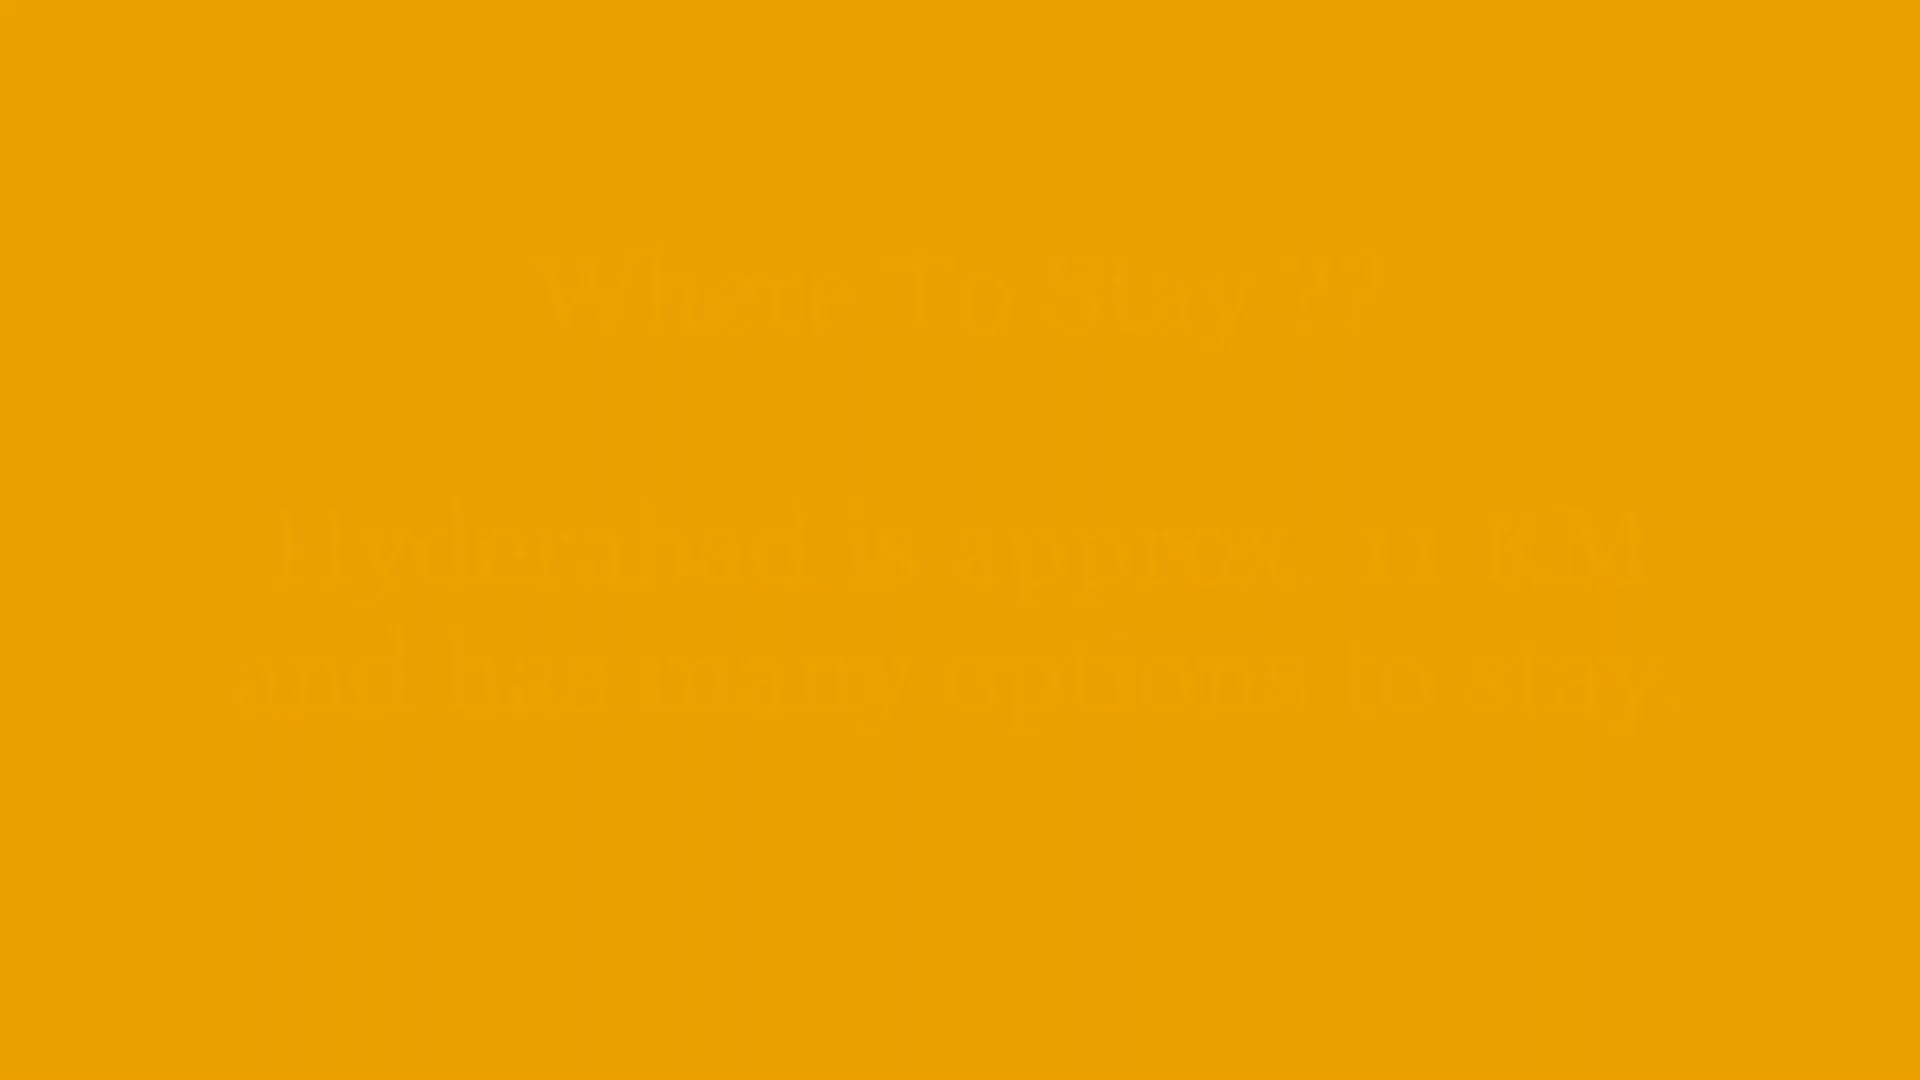 Where To Stay ??
Hyderabad is approx. 11 KM
and has many options to stay.